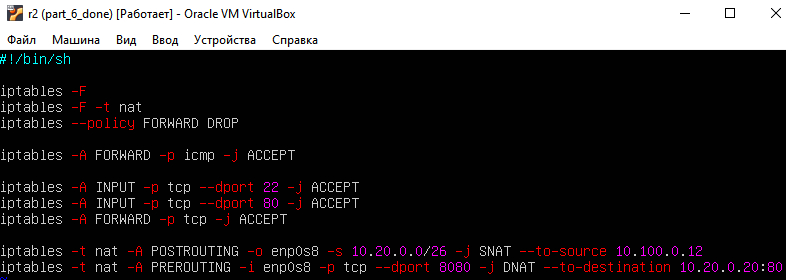 r2 (part_6_done) [Работает] - Oracle VM VirtualBox
Файл Машина Вид Ввод Устройства Справка
#!/bin/sh
iptables -F
iptables -F -t nat
iptables --policy FORWARD DROP
iptables -A FORWARD -p icmp -j ACCEPT
iptables -A INPUT -p tcp --dport 22 -j ACCEPT
iptables -A INPUT -p tcp --dport 80 -j ACCEPT
iptables -A FORWARD -p tcp -j ACCEPT
iptables -t nat -A POSTROUTING -o enp0s8 -s 10.20.0.0/26 -j SNAT --to-source 10.100.0.12
iptables -t nat -A PREROUTING -i enp0s8 -p tcp --dport 8080 -j DNAT --to-destination 10.20.0.20:80